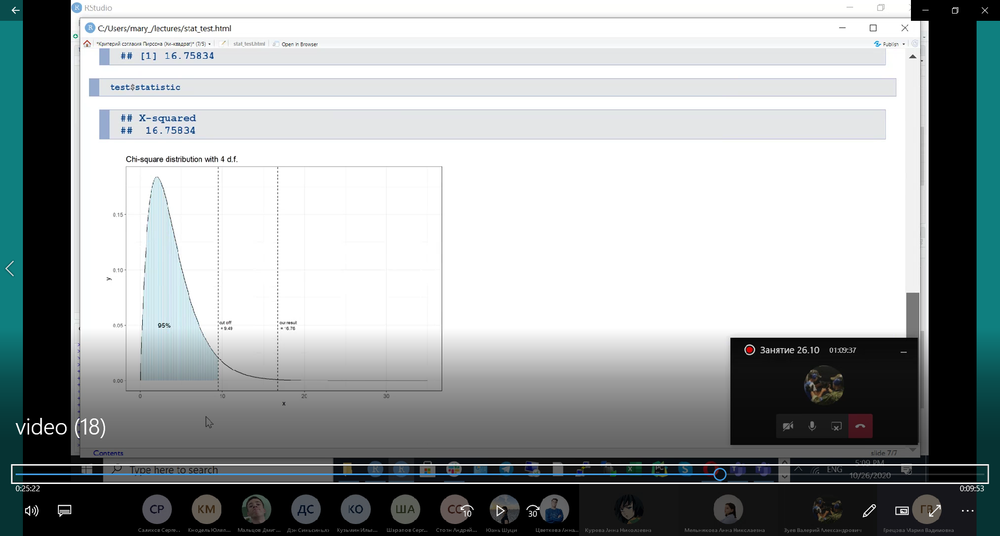 RStudio
C:/Users/mary_/lectures/stat_test.html
*Критерий согласия Пирсона (Хи-квадрат)* (7/5)
stat_test.html
Open in Browser
Publish
## [1] 16.75834
test$statistic
## X-squared
## 16.75834
Chi-square distribution with 4 d.f.
0.15
0.10
0.05
0.00
y
95%
cut off
= 9.49
our result
= 16.76
0
10
20
30
x
Занятие 26.10 01:09:37
video (18)
Contents
slide 7/7
Type here to search
ENG
5:09 PM
10/26/2020
0:25:22
0:09:53
СР
КМ
ДС
КО
ША
СС
10
30
ГВ
Салихов Серге...
Кнодель Юлия...
Мальцов Дмит...
Дэн Синьсиньлэ
Кузьмин Илья...
Шарапов Серг...
Стоян Андрей...
Юань Шуци
Цветкова Анна...
Курова Анна Николаевна
Мельникова Анна Николаевна
Зуев Валерий Александрович
Грецова Мария Вадимовна